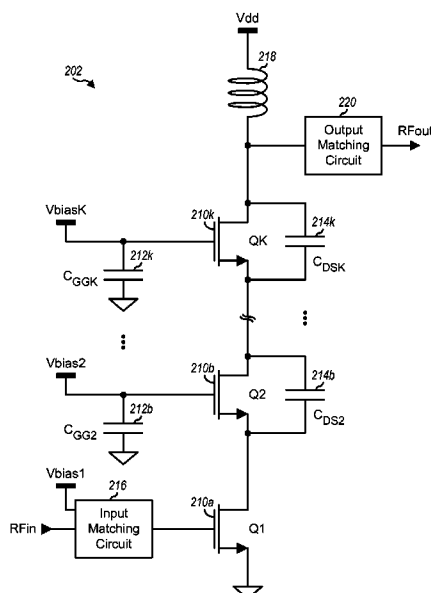 Vdd
218
202
220
Output
Matching
Circuit
RFout
VbiasK
210k
214k
QK
212k
CGGK
CDSK
...
...
Vbias2
210b
214b
Q2
212b
CGG2
CDS2
Vbias1
216
210a
RFin
Input
Matching
Circuit
Q1